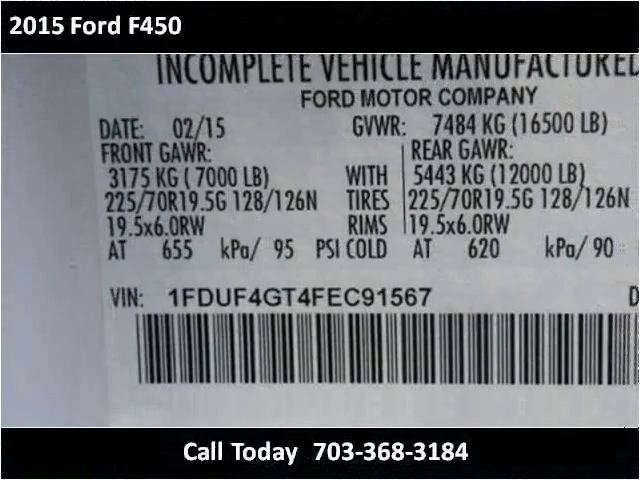 2015 Ford F450
INCOMPLETE VEHICLE MANUFACTURED
FORD MOTOR COMPANY
DATE: 02/15 GVWR: 7484 KG (16500 LB)
FRONT GAWR: REAR GAWR:
3175 KG ( 7000 LB) WITH 5443 KG (12000 LB)
225/70R19.5G 128/126N TIRES 225/70R19.5G 128/126N
19.5x6.0RW RIMS 19.5x6.0RW
AT 655 kPa/ 95 PSI COLD AT 620 kPa/ 90
VIN: 1FDUF4GT4FEC91567 D
Call Today 703-368-3184